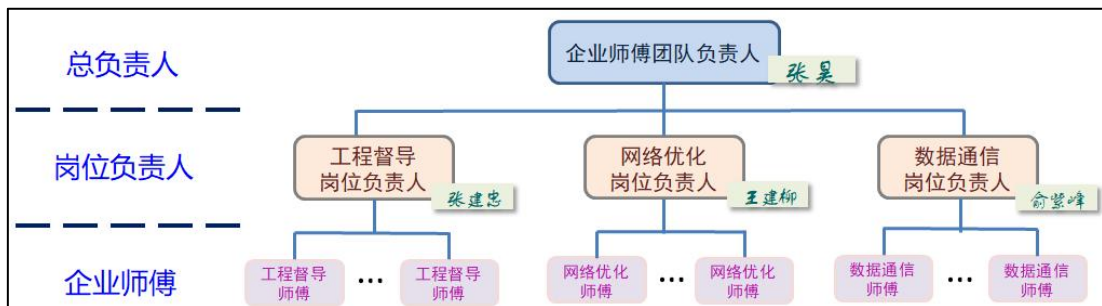 总负责人
企业师傅团队负责人
张昊
岗位负责人
工程督导
岗位负责人
张建忠
网络优化
岗位负责人
王建柳
数据通信
岗位负责人
俞紫峰
企业师傅
工程督导
师傅
...
工程督导
师傅
网络优化
师傅
...
网络优化
师傅
数据通信
师傅
...
数据通信
师傅